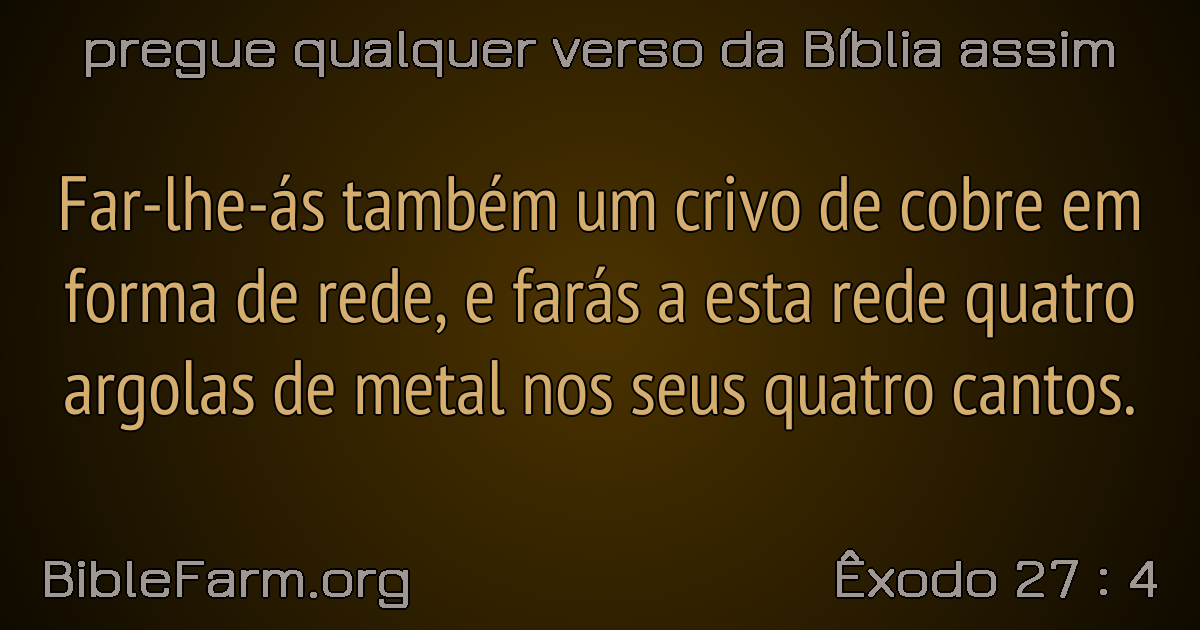 pregue qualquer verso da Bíblia assim
Far-lhe-ás também um crivo de cobre em
forma de rede, e farás a esta rede quatro
argolas de metal nos seus quatro cantos.
BibleFarm.org
Êxodo 27 : 4